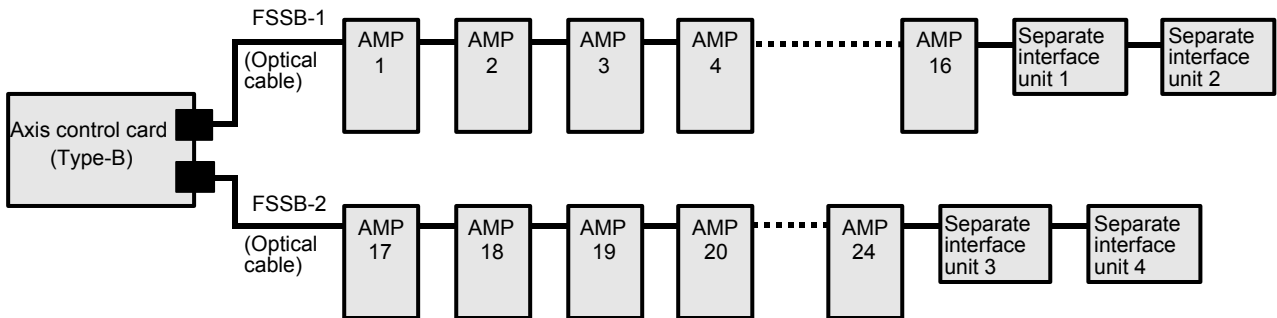 FSSB-1
(Optical
cable)
AMP
1
AMP
2
AMP
3
AMP
4
AMP
16
Separate
interface
unit 1
Separate
interface
unit 2
Axis control card
(Type-B)
FSSB-2
(Optical
cable)
AMP
17
AMP
18
AMP
19
AMP
20
AMP
24
Separate
interface
unit 3
Separate
interface
unit 4